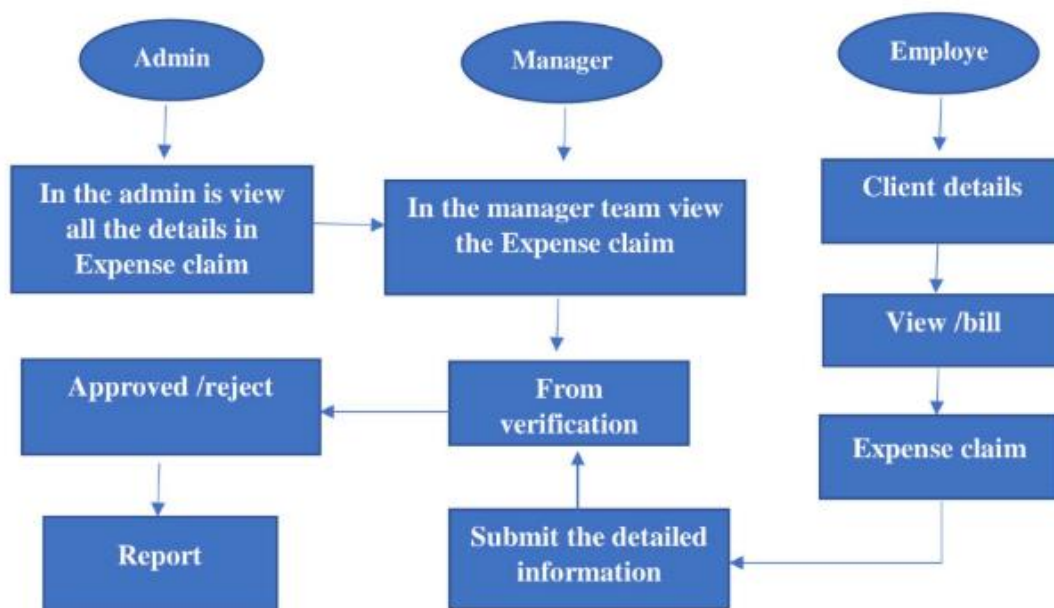 Admin
Manager
Employe
In the admin is view
all the details in
Expense claim
In the manager team view
the Expense claim
Client details
View /bill
Approved /reject
From
verification
Expense claim
Report
Submit the detailed
information